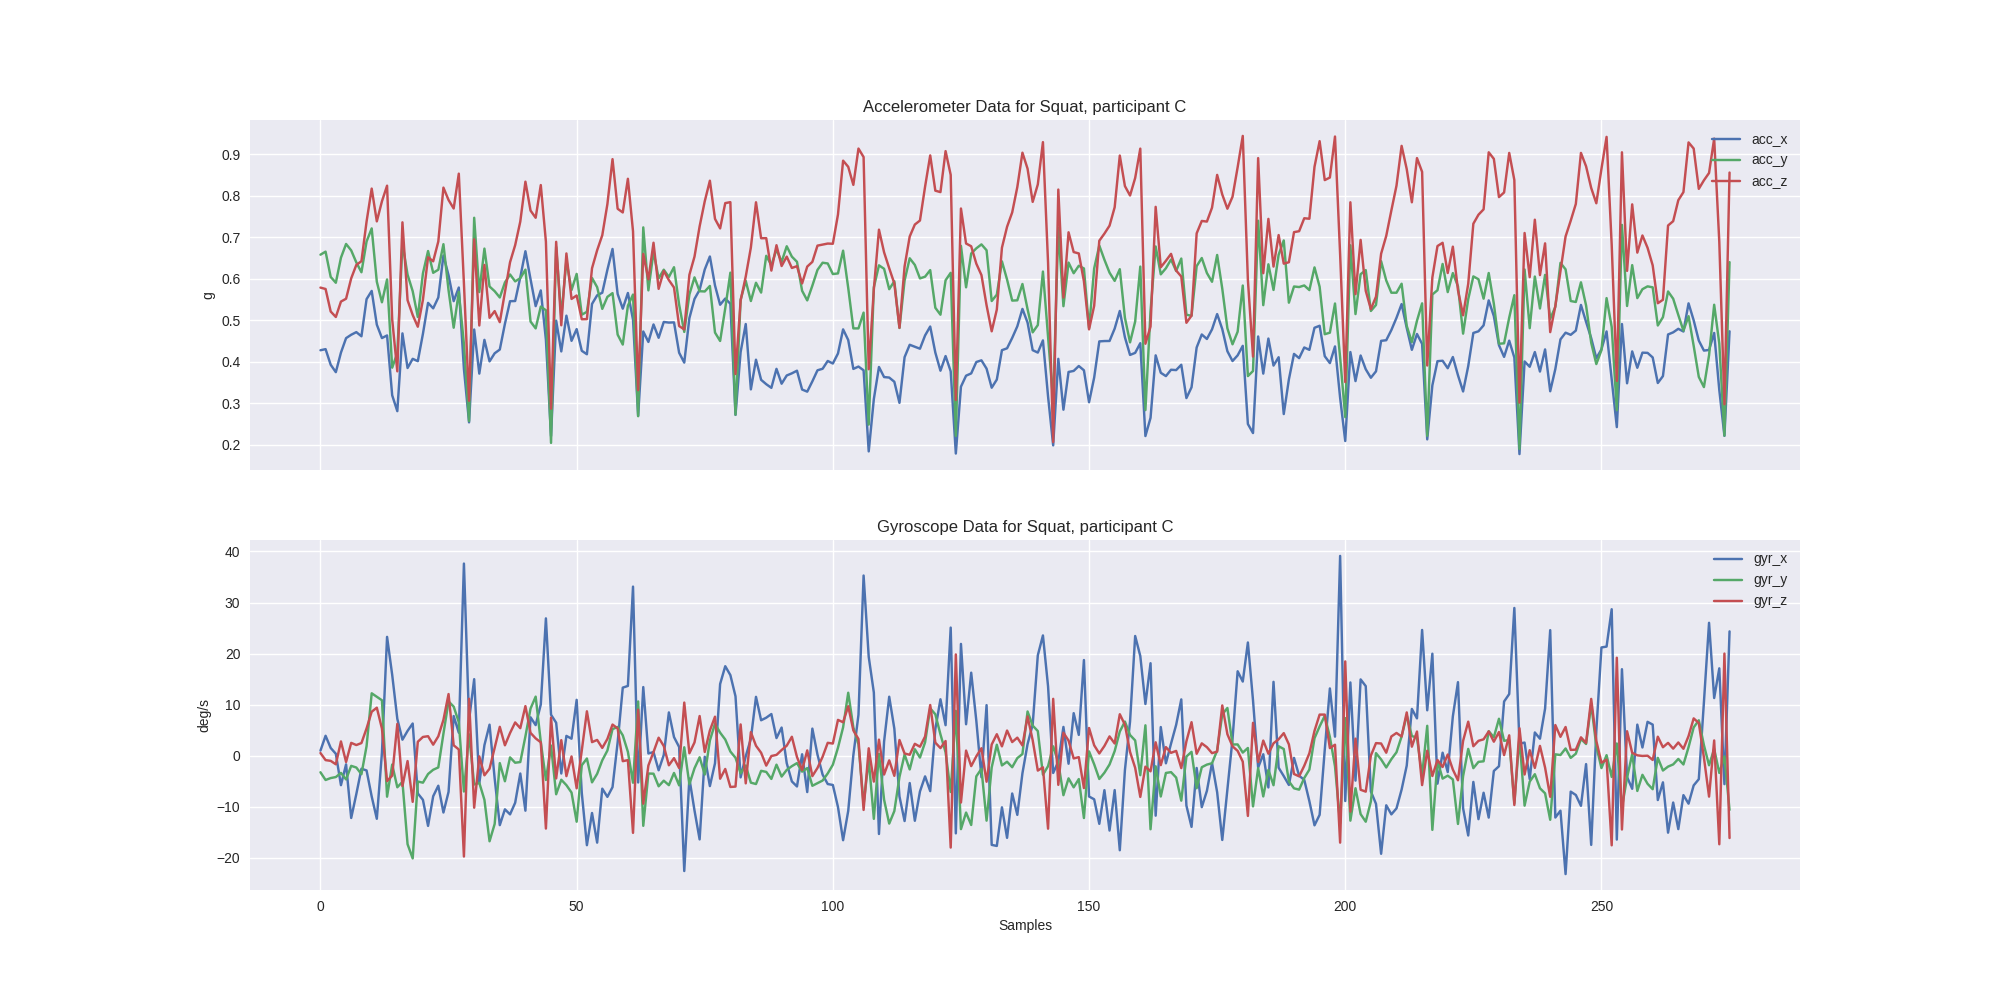 Accelerometer Data for Squat, participant C
0.9
0.8
0.7
0.6
0.5
0.4
0.3
0.2
g
acc_x
acc_y
acc_z
Gyroscope Data for Squat, participant C
40
30
20
10
0
−10
−20
deg/s
gyr_x
gyr_y
gyr_z
0 50 100 150 200 250
Samples